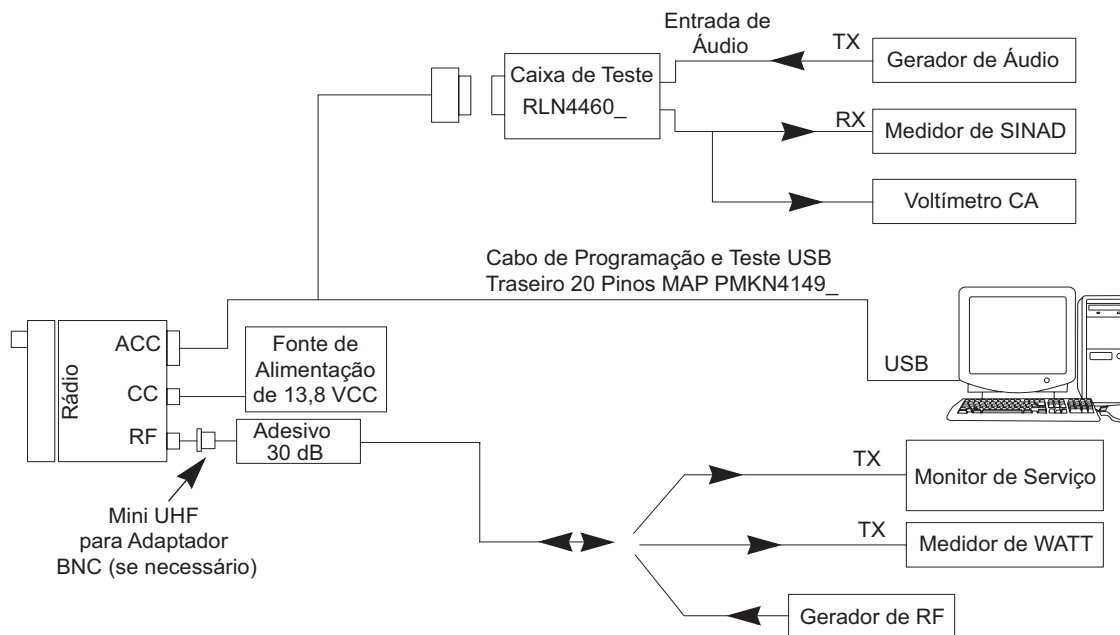 Entrada de
Áudio
TX
Gerador de Áudio
Caixa de Teste
RLN4460_
RX
Medidor de SINAD
Voltímetro CA
Cabo de Programação e Teste USB
Traseiro 20 Pinos MAP PMKN4149_
USB
Rádio
ACC
CC
RF
Fonte de
Alimentação
de 13,8 VCC
Adesivo
30 dB
Mini UHF
para Adaptador
BNC (se necessário)
TX
Monitor de Serviço
TX
Medidor de WATT
Gerador de RF